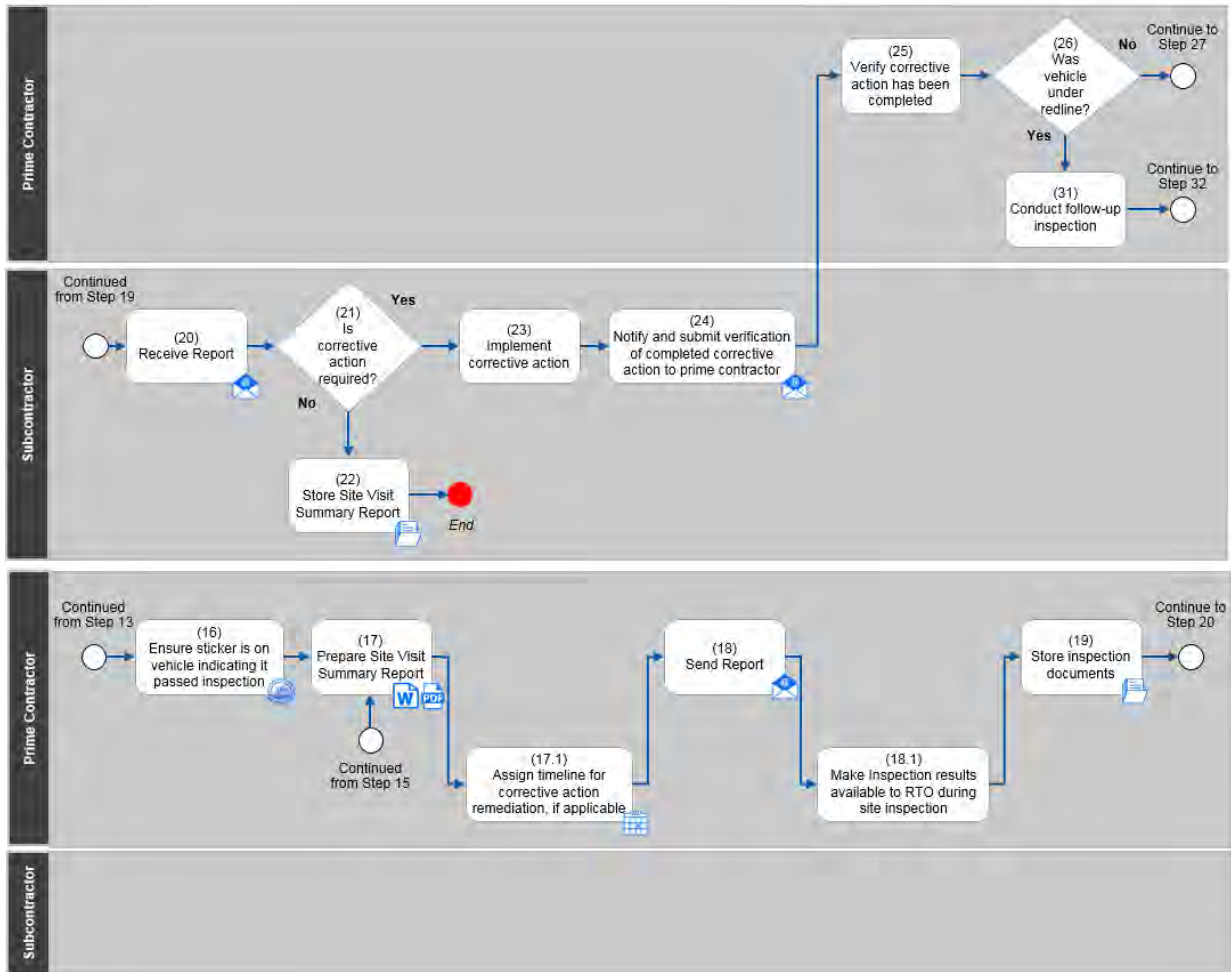 Prime Contractor
(25)
Verify corrective
action has been
completed
(26)
Was
vehicle
under
redline?
No
Continue to
Step 27
Yes
(31)
Conduct follow-up
inspection
Continue to
Step 32
Subcontractor
Continued
from Step 19
(20)
Receive Report
@
(21)
Is
corrective
action
required?
Yes
No
(23)
Implement
corrective action
(24)
Notify and submit verification
of completed corrective
action to prime contractor
@
(22)
Store Site Visit
Summary Report
End
Prime Contractor
Continued
from Step 13
(16)
Ensure sticker is on
vehicle indicating it
passed inspection
(17)
Prepare Site Visit
Summary Report
W
PDF
Continued
from Step 15
(17.1)
Assign timeline for
corrective action
remediation, if applicable
(18)
Send Report
@
(18.1)
Make Inspection results
available to RTO during
site inspection
(19)
Store inspection
documents
Continue to
Step 20
Subcontractor